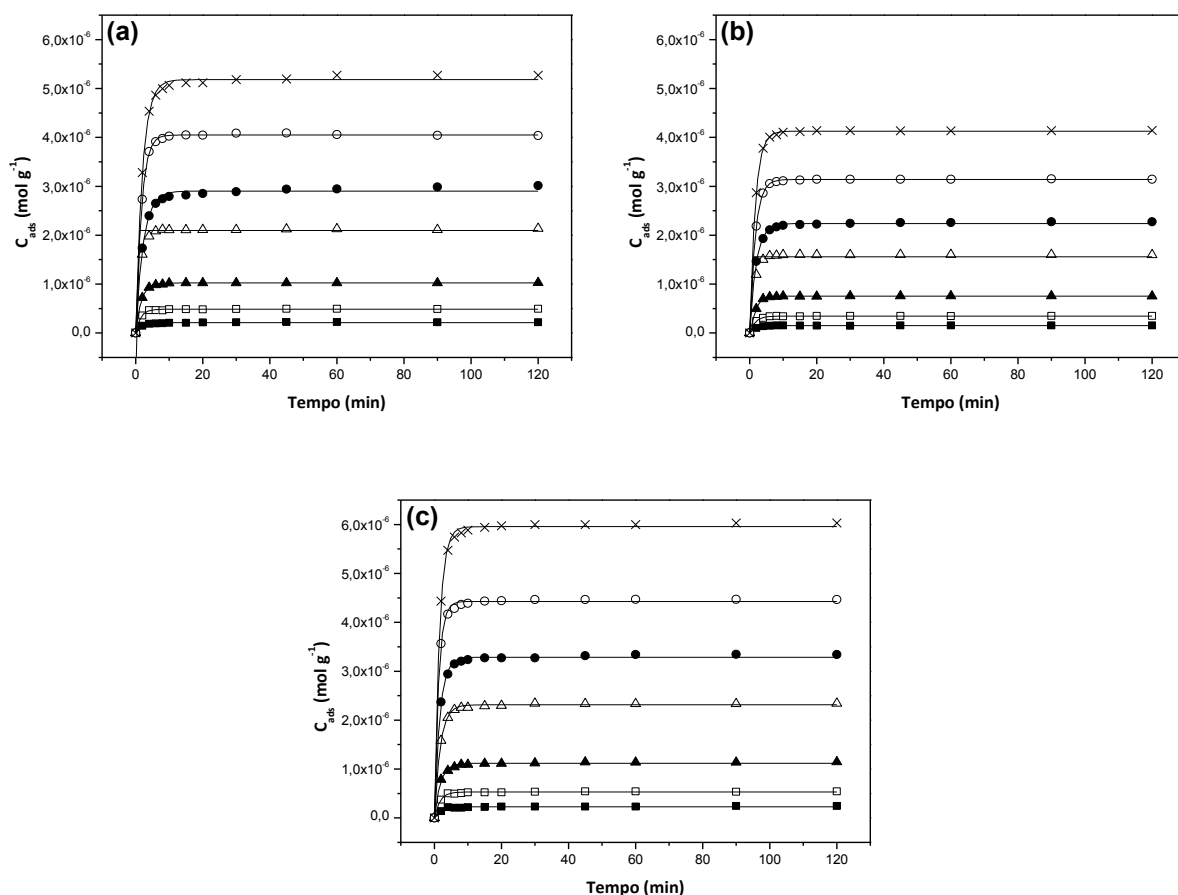 (a)
6,0x10⁻⁶
5,0x10⁻⁶
4,0x10⁻⁶
3,0x10⁻⁶
2,0x10⁻⁶
1,0x10⁻⁶
0,0
C_ads (mol g⁻¹)
0 20 40 60 80 100 120
Tempo (min)
(b)
6,0x10⁻⁶
5,0x10⁻⁶
4,0x10⁻⁶
3,0x10⁻⁶
2,0x10⁻⁶
1,0x10⁻⁶
0,0
C_ads (mol g⁻¹)
0 20 40 60 80 100 120
Tempo (min)
(c)
6,0x10⁻⁶
5,0x10⁻⁶
4,0x10⁻⁶
3,0x10⁻⁶
2,0x10⁻⁶
1,0x10⁻⁶
0,0
C_ads (mol g⁻¹)
0 20 40 60 80 100 120
Tempo (min)